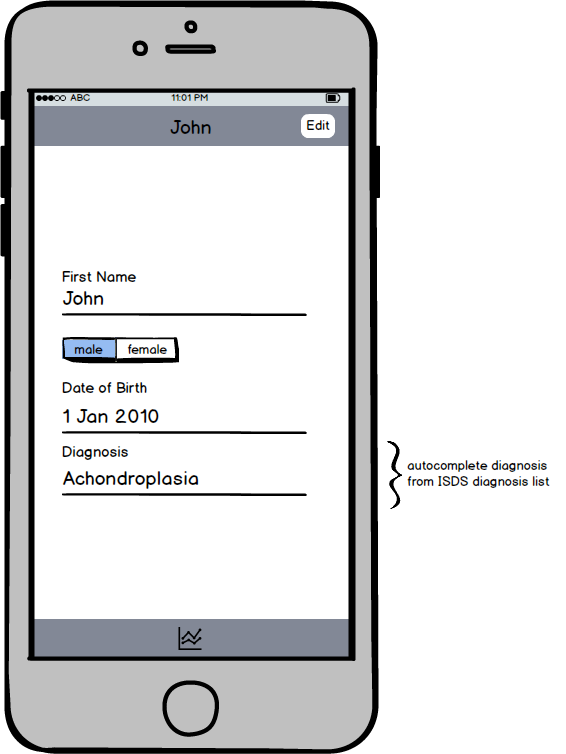 ABC 11:01 PM
John Edit
First Name
John
male female
Date of Birth
1 Jan 2010
Diagnosis
Achondroplasia
autocomplete diagnosis
from ISDS diagnosis list